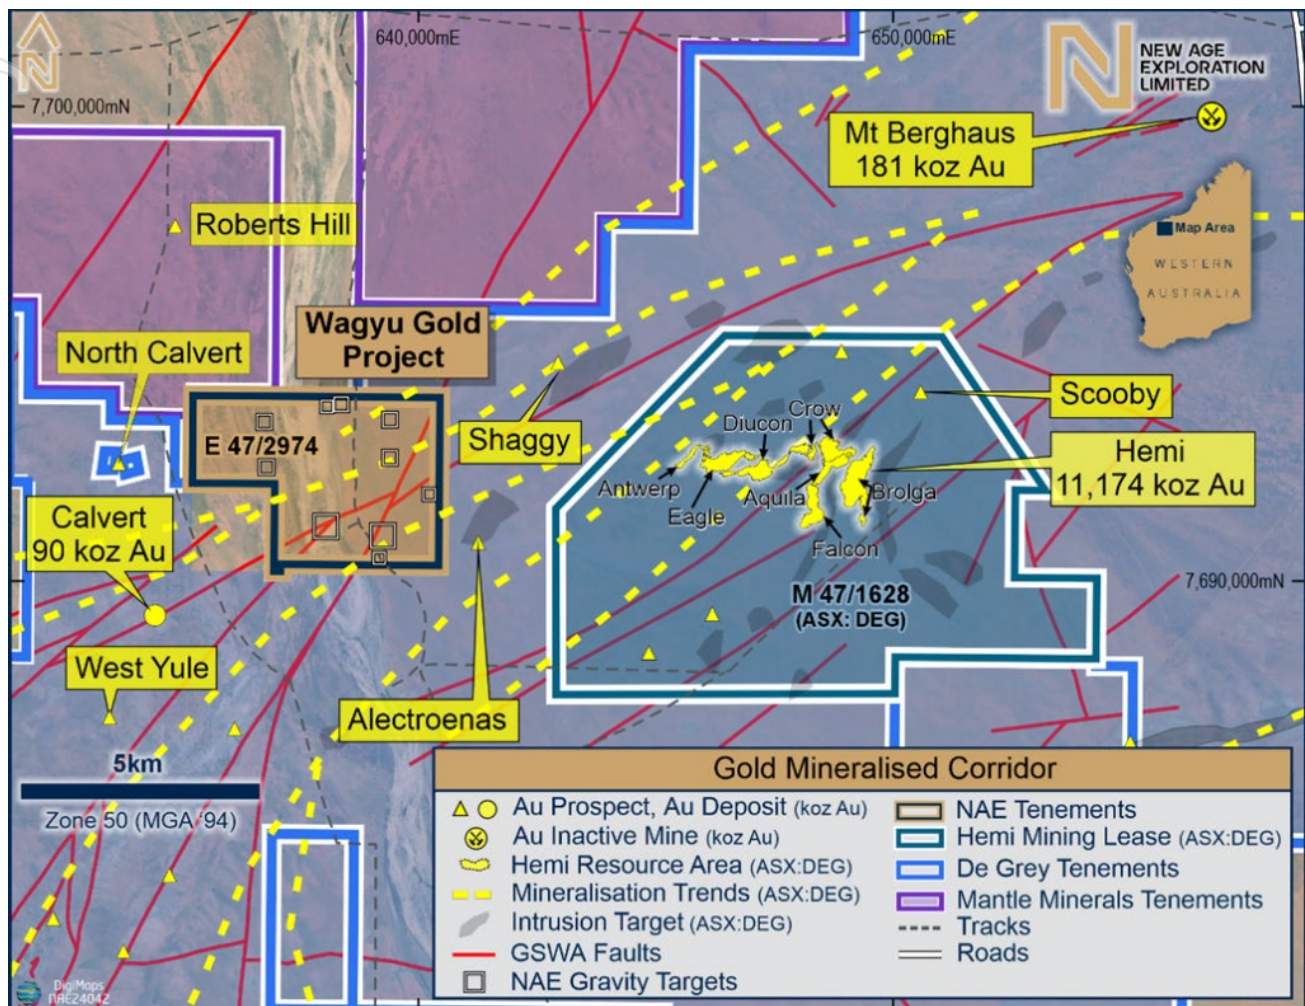 640,000mE
650,000mE
N
N
NEW AGE
EXPLORATION
LIMITED
7,700,000mN
Mt Berghaus
181 koz Au
Roberts Hill
Map Area
WESTERN
AUSTRALIA
Wagyu Gold
Project
North Calvert
E 47/2974
Shaggy
Scooby
Crow
Diucon
Hemi
11,174 koz Au
Antwerp
Eagle
Aquila
Brolga
Falcon
Calvert
90 koz Au
7,690,000mN
M 47/1628
(ASX: DEG)
West Yule
Alectroenas
5km
Zone 50 (MGA '94)
Gold Mineralised Corridor
Au Prospect, Au Deposit (koz Au)
Au Inactive Mine (koz Au)
Hemi Resource Area (ASX:DEG)
Mineralisation Trends (ASX:DEG)
Intrusion Target (ASX:DEG)
GSWA Faults
NAE Gravity Targets
NAE Tenements
Hemi Mining Lease (ASX:DEG)
De Grey Tenements
Mantle Minerals Tenements
Tracks
Roads
DigiMaps
NAE24042